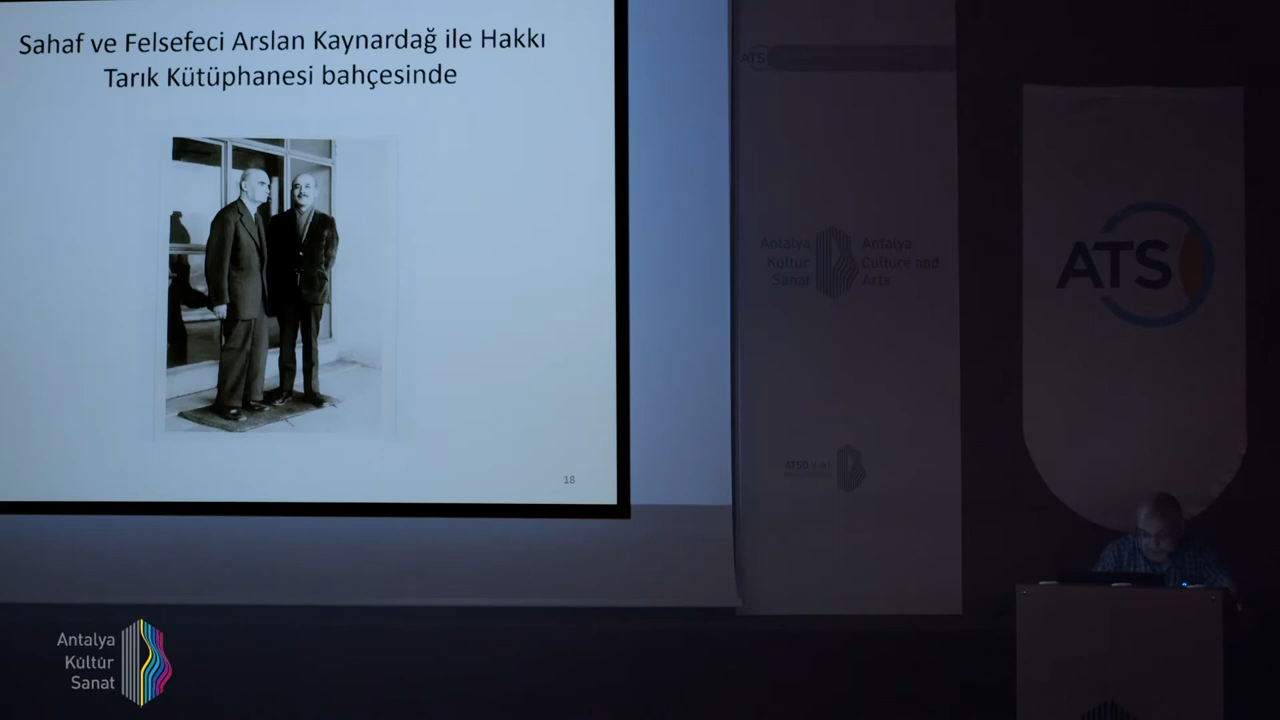 Sahaf ve Felsefeci Arslan Kaynardağ ile Hakkı
Tarık Kütüphanesi bahçesinde
18
ATS
Antalya
Kültür
Sanat
Antalya
Culture and
Arts
ATS
Antalya
Kültür
Sanat